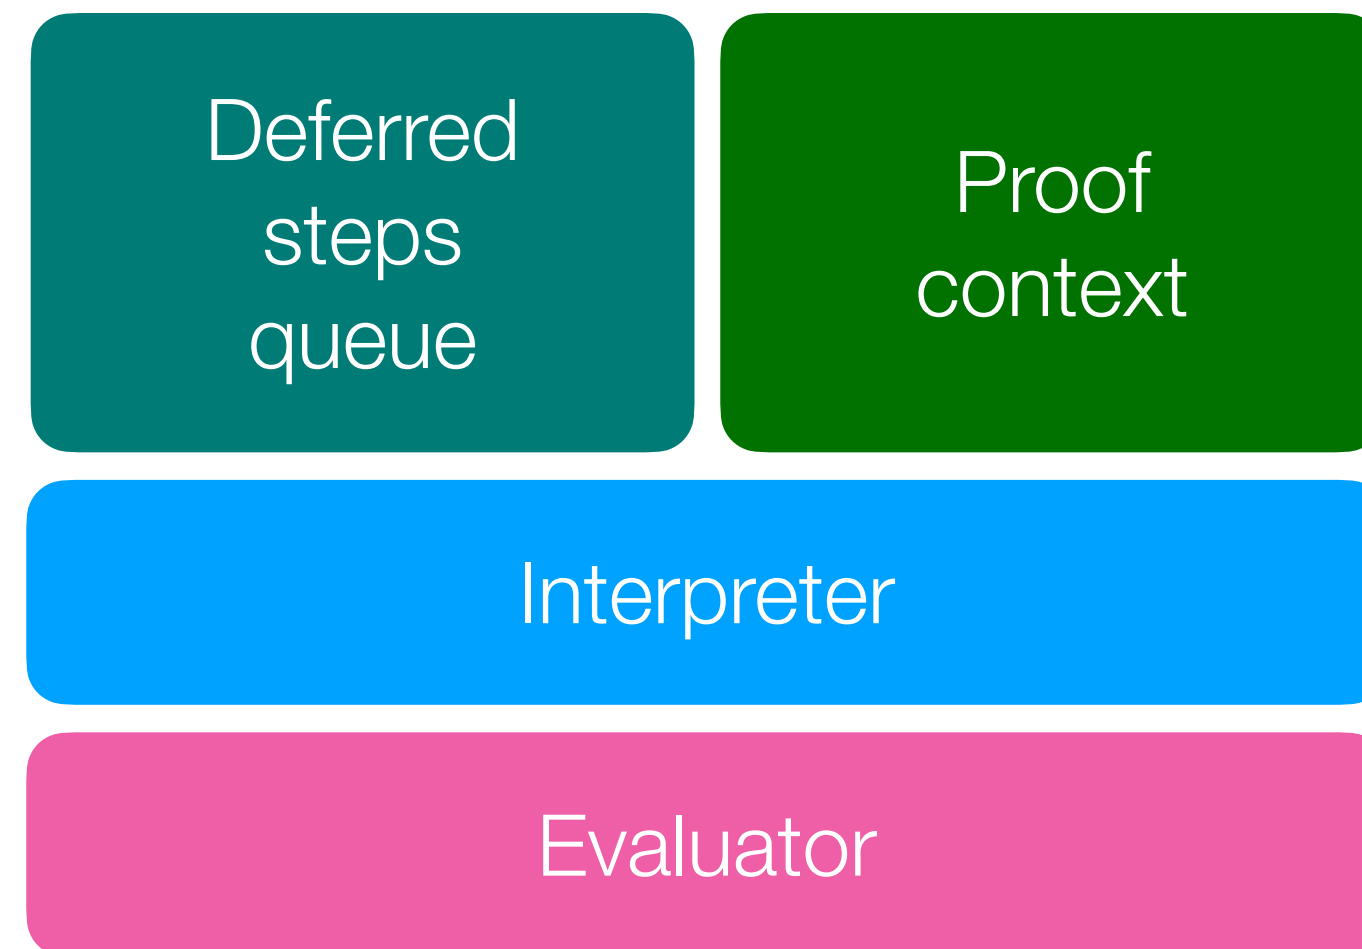 Deferred
steps
queue
Proof
context
Interpreter
Evaluator